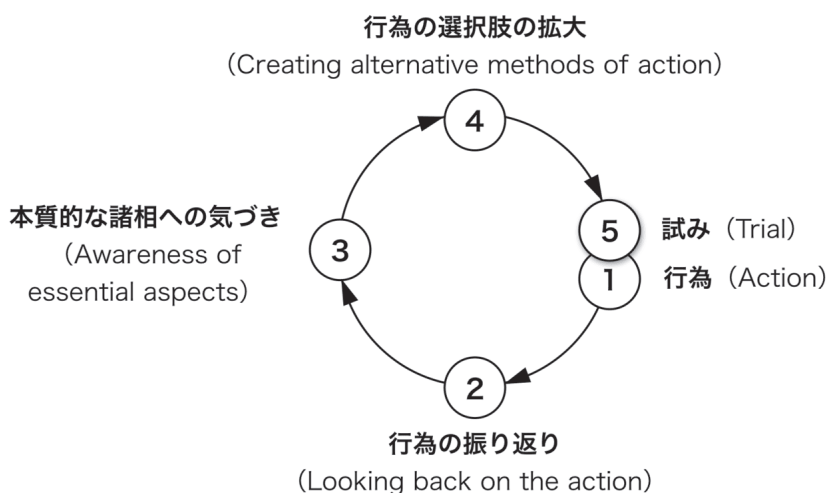 行為の選択肢の拡大
（Creating alternative methods of action）
4
本質的な諸相への気づき
（Awareness of
essential aspects）
3
5
試み（Trial）
1
行為（Action）
2
行為の振り返り
（Looking back on the action）